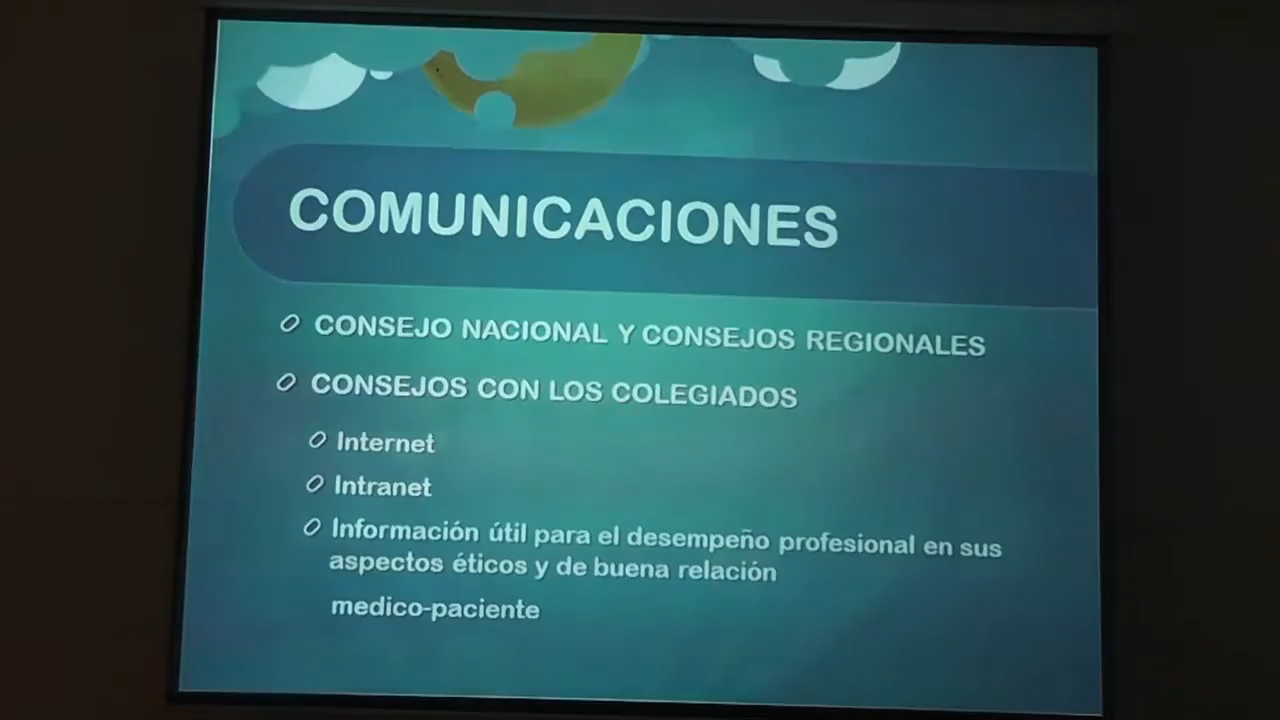 COMUNICACIONES
CONSEJO NACIONAL Y CONSEJOS REGIONALES
CONSEJOS CON LOS COLEGIADOS
Internet
Intranet
Información útil para el desempeño profesional en sus
aspectos éticos y de buena relación
medico-paciente